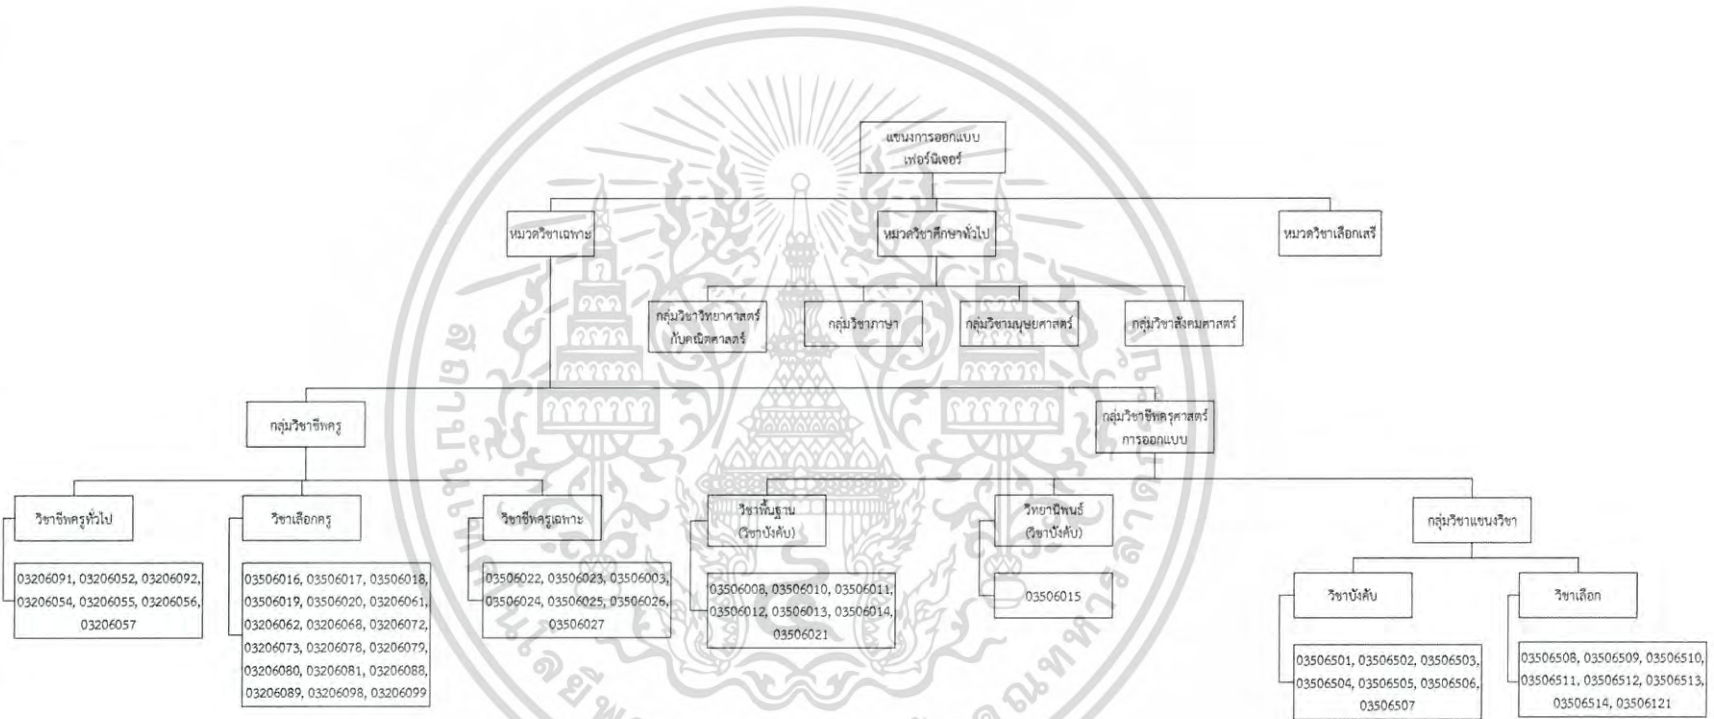 แขนงการออกแบบ
เฟอร์นิเจอร์
หมวดวิชาเฉพาะ
หมวดวิชาศึกษาทั่วไป
หมวดวิชาเลือกเสรี
กลุ่มวิชาวิทยาศาสตร์
กับคณิตศาสตร์
กลุ่มวิชาภาษา
กลุ่มวิชามนุษยศาสตร์
กลุ่มวิชาสังคมศาสตร์
กลุ่มวิชาชีพครู
กลุ่มวิชาชีพครุศาสตร์
การออกแบบ
วิชาชีพครูทั่วไป
วิชาเลือกครู
วิชาชีพครูเฉพาะ
วิชาพื้นฐาน
(วิชาบังคับ)
วิทยานิพนธ์
(วิชาบังคับ)
กลุ่มวิชาแขนงวิชา
03206091, 03206052, 03206092,
03206054, 03206055, 03206056,
03206057
03506016, 03506017, 03506018,
03506019, 03506020, 03206061,
03206062, 03206068, 03206072,
03206073, 03206078, 03206079,
03206080, 03206081, 03206088,
03206089, 03206098, 03206099
03506022, 03506023, 03506003,
03506024, 03506025, 03506026,
03506027
03506008, 03506010, 03506011,
03506012, 03506013, 03506014,
03506021
03506015
วิชาบังคับ
วิชาเลือก
03506501, 03506502, 03506503,
03506504, 03506505, 03506506,
03506507
03506508, 03506509, 03506510,
03506511, 03506512, 03506513,
03506514, 03506121